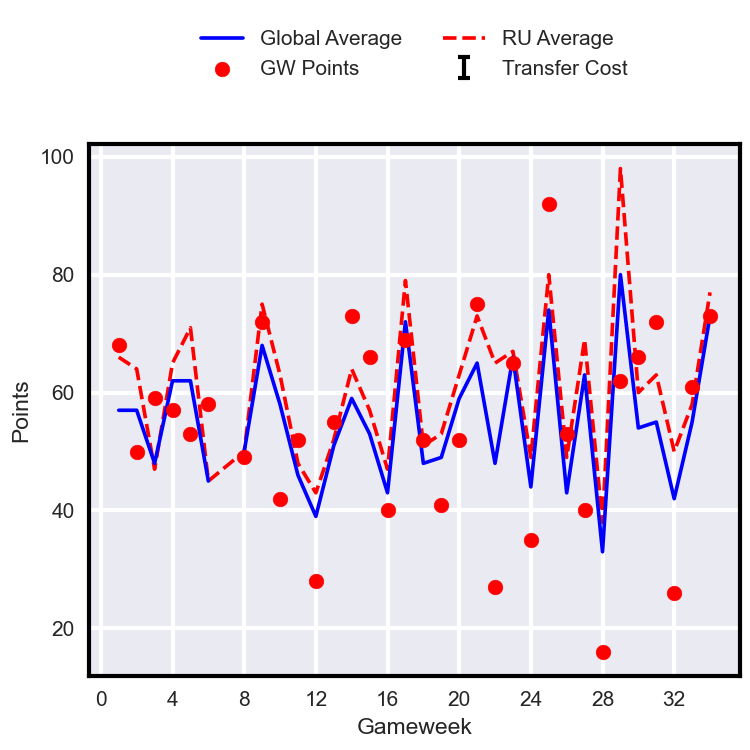 Global Average RU Average
GW Points Transfer Cost
100
80
60
40
20
Points
0 4 8 12 16 20 24 28 32
Gameweek